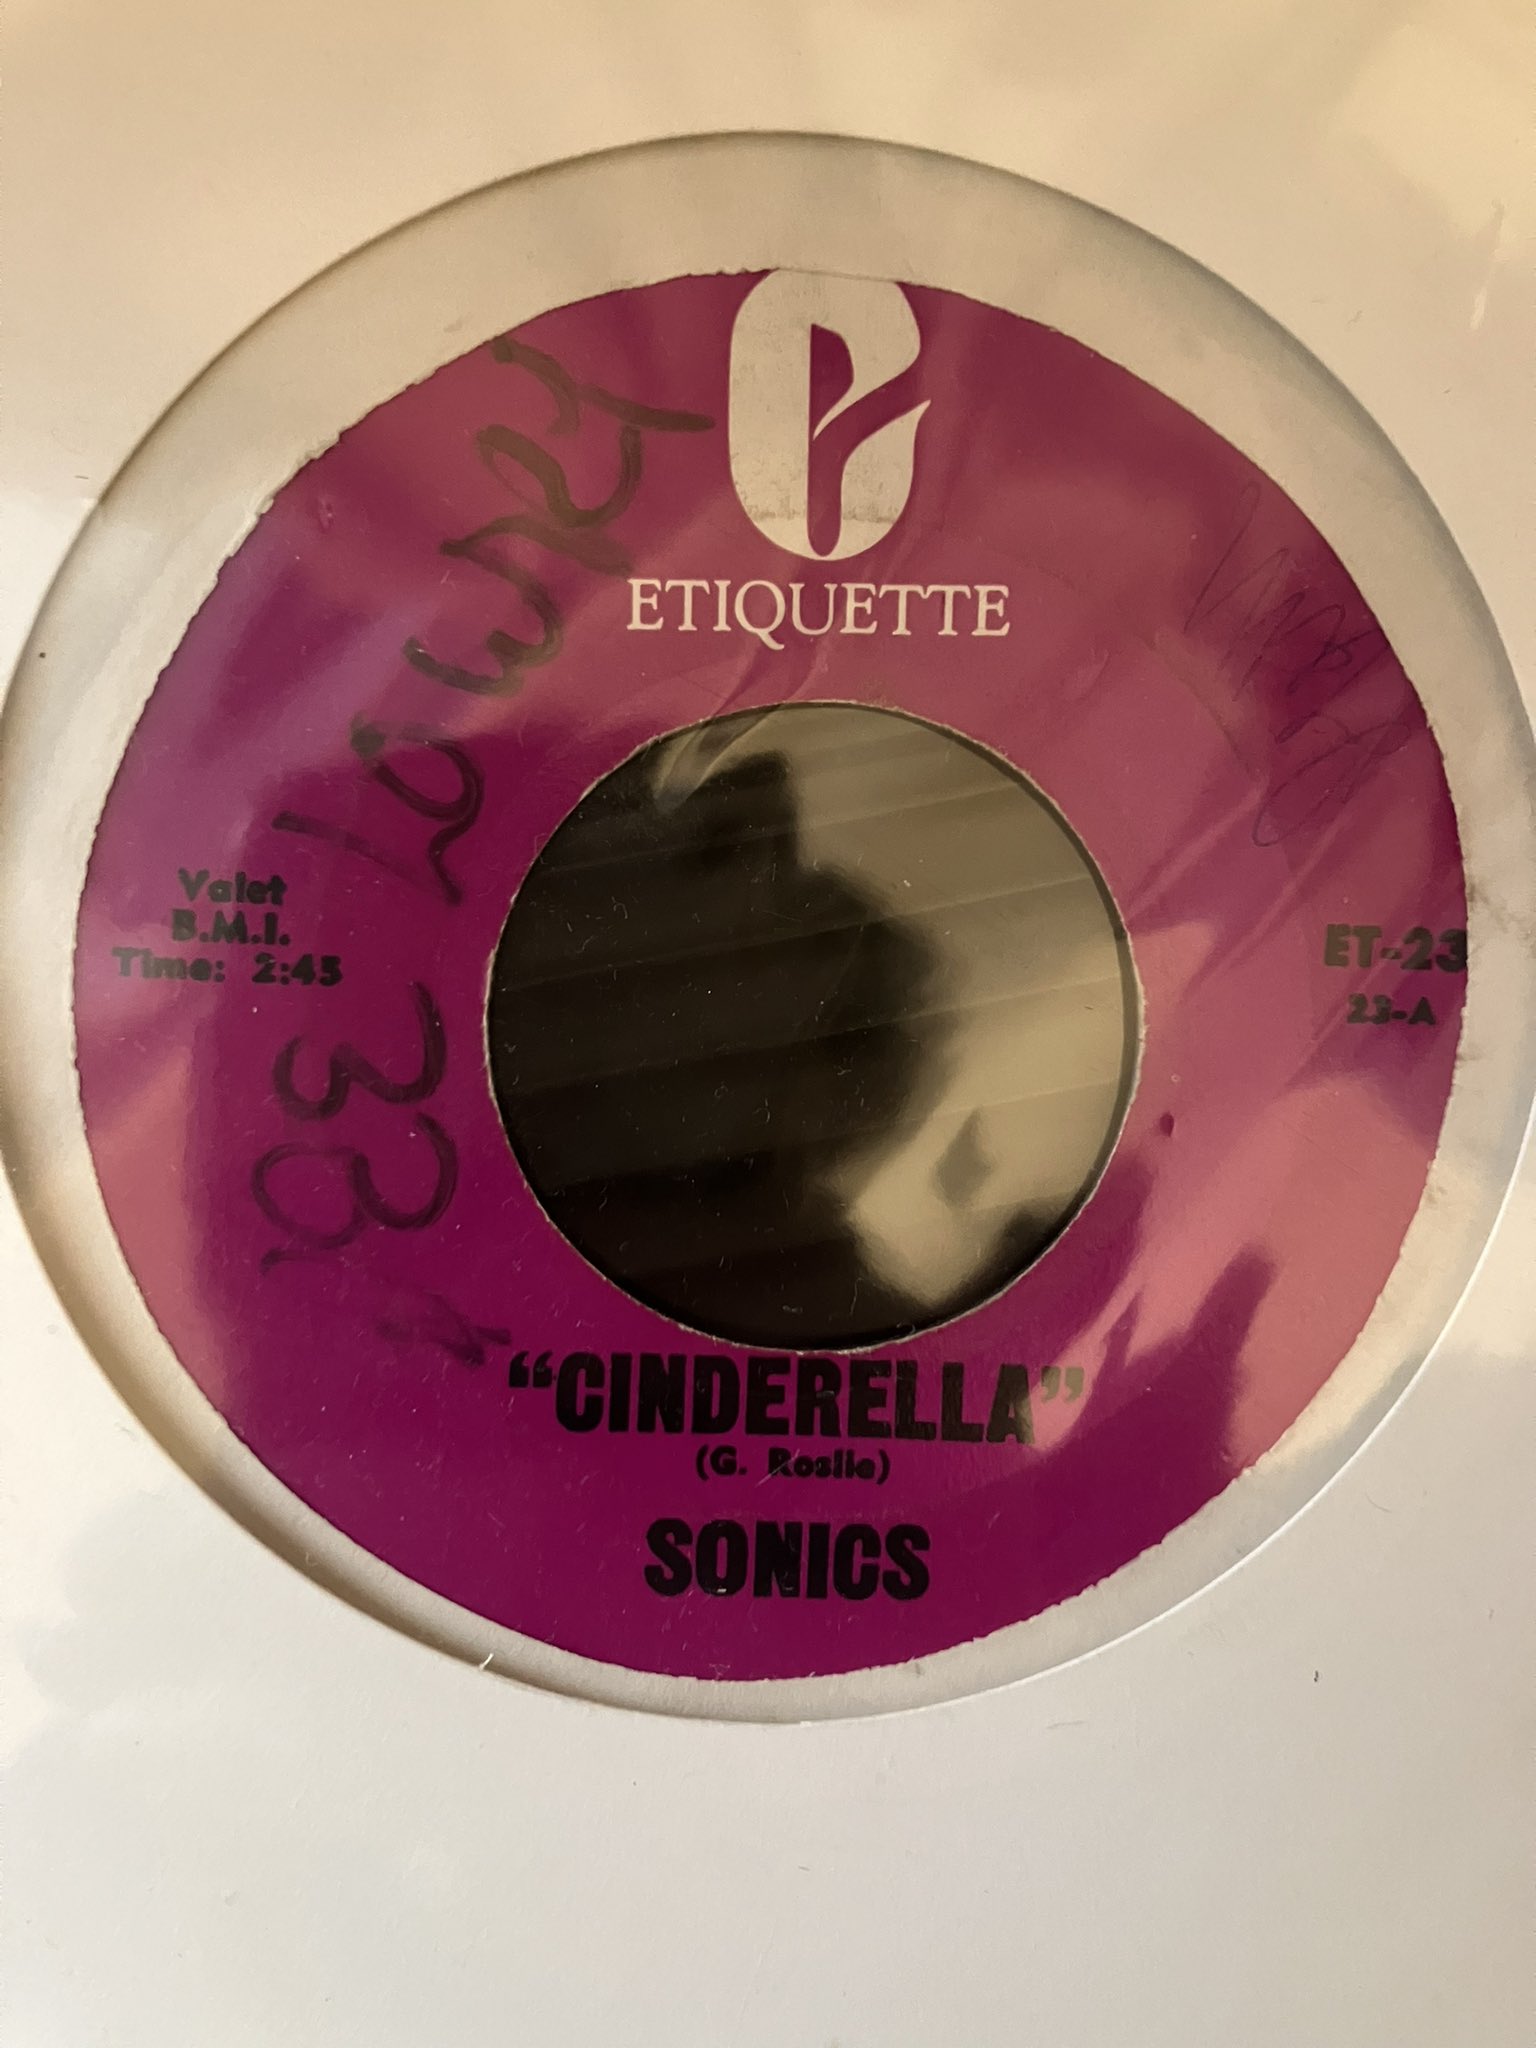 ETIQUETTE
Valet
B.M.I.
Time: 2:45
ET-23
23-A
"CINDERELLA"
(G. Roslie)
SONICS